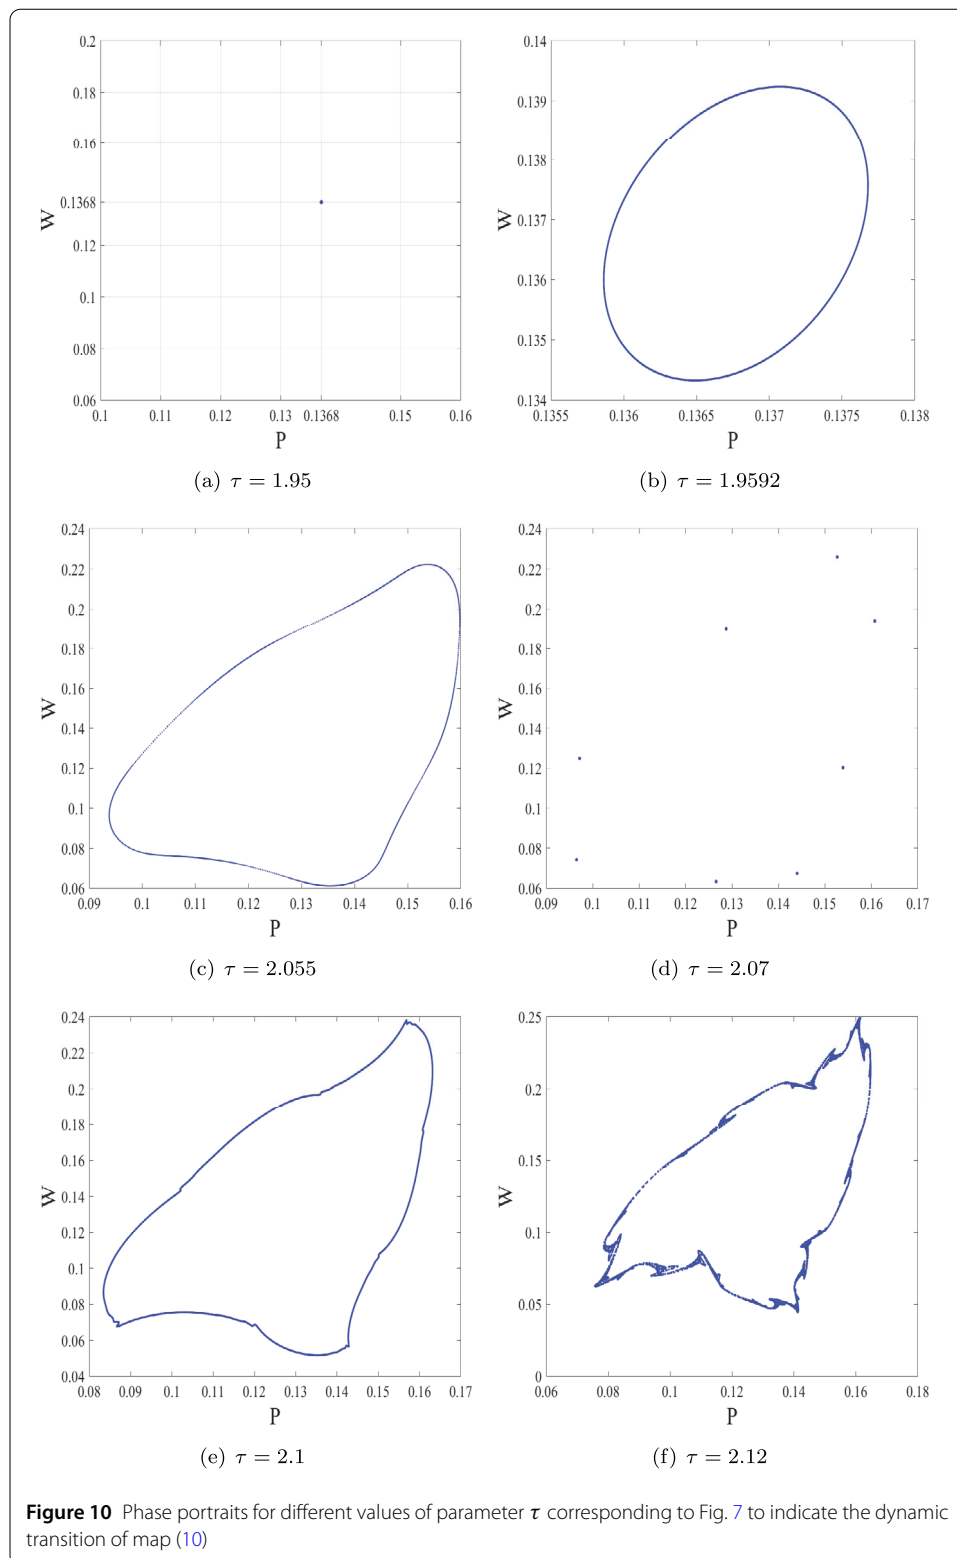 0.2 0.14
0.18 0.139
0.16 0.138
W 0.1368 W 0.137
0.12 0.136
0.1 0.135
0.08
0.06 0.134
0.1 0.11 0.12 0.13 0.1368 0.15 0.16 0.1355 0.136 0.1365 0.137 0.1375 0.138
P P
(a) τ = 1.95 (b) τ = 1.9592
0.24 0.24
0.22 0.22
0.2 0.2
0.18 0.18
0.16 0.16
W W
0.14 0.14
0.12 0.12
0.1 0.1
0.08 0.08
0.06 0.06
0.09 0.1 0.11 0.12 0.13 0.14 0.15 0.16 0.09 0.1 0.11 0.12 0.13 0.14 0.15 0.16 0.17
P P
(c) τ = 2.055 (d) τ = 2.07
0.24 0.25
0.22
0.2 0.2
0.18
0.16 0.15
W W
0.14
0.12 0.1
0.1
0.08 0.05
0.06
0.04 0
0.08 0.09 0.1 0.11 0.12 0.13 0.14 0.15 0.16 0.17 0.06 0.08 0.1 0.12 0.14 0.16 0.18
P P
(e) τ = 2.1 (f) τ = 2.12
Figure 10 Phase portraits for different values of parameter τ corresponding to Fig. 7 to indicate the dynamic
transition of map (10)